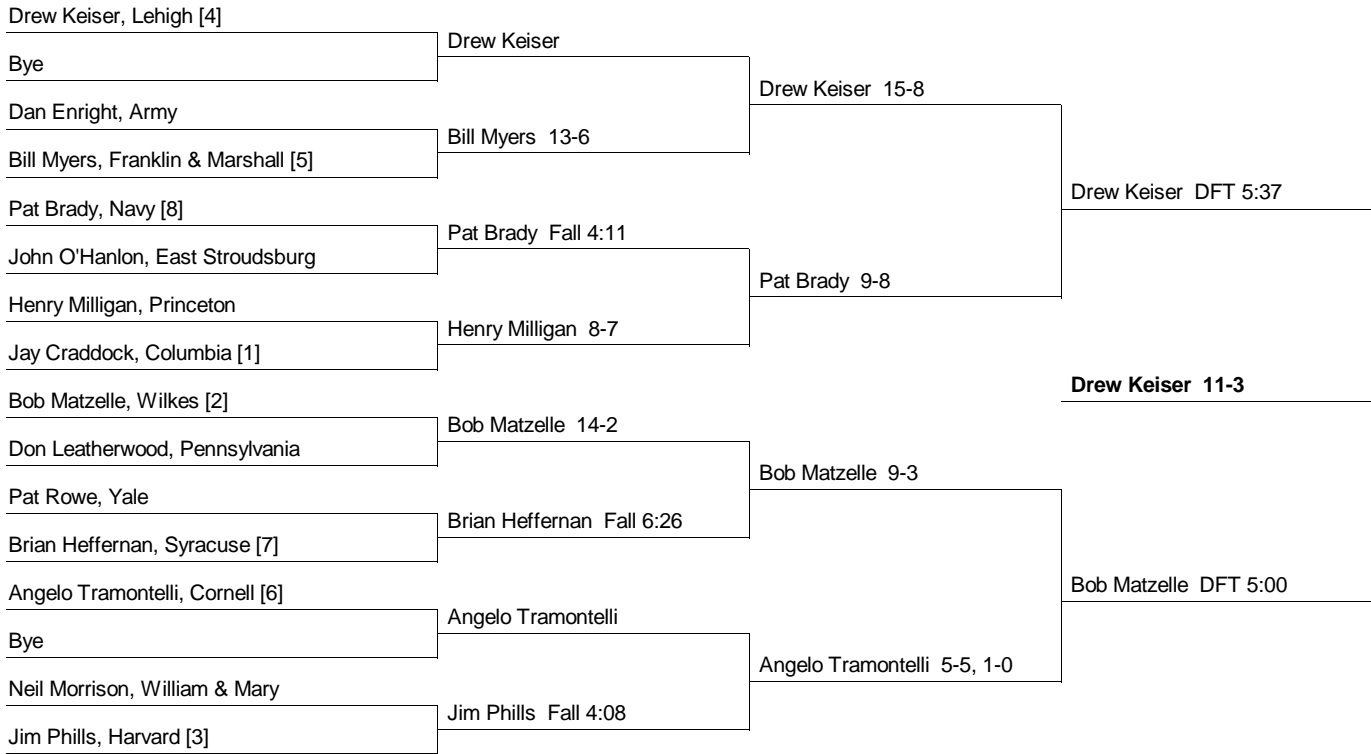 Drew Keiser, Lehigh [4]
Bye
Dan Enright, Army
Bill Myers, Franklin & Marshall [5]
Pat Brady, Navy [8]
John O'Hanlon, East Stroudsburg
Henry Milligan, Princeton
Jay Craddock, Columbia [1]
Bob Matzelle, Wilkes [2]
Don Leatherwood, Pennsylvania
Pat Rowe, Yale
Brian Heffernan, Syracuse [7]
Angelo Tramontelli, Cornell [6]
Bye
Neil Morrison, William & Mary
Jim Phills, Harvard [3]
Drew Keiser
Bill Myers 13-6
Pat Brady Fall 4:11
Henry Milligan 8-7
Bob Matzelle 14-2
Brian Heffernan Fall 6:26
Angelo Tramontelli
Jim Phills Fall 4:08
Drew Keiser 15-8
Pat Brady 9-8
Bob Matzelle 9-3
Angelo Tramontelli 5-5, 1-0
Drew Keiser DFT 5:37
Drew Keiser 11-3
Bob Matzelle DFT 5:00